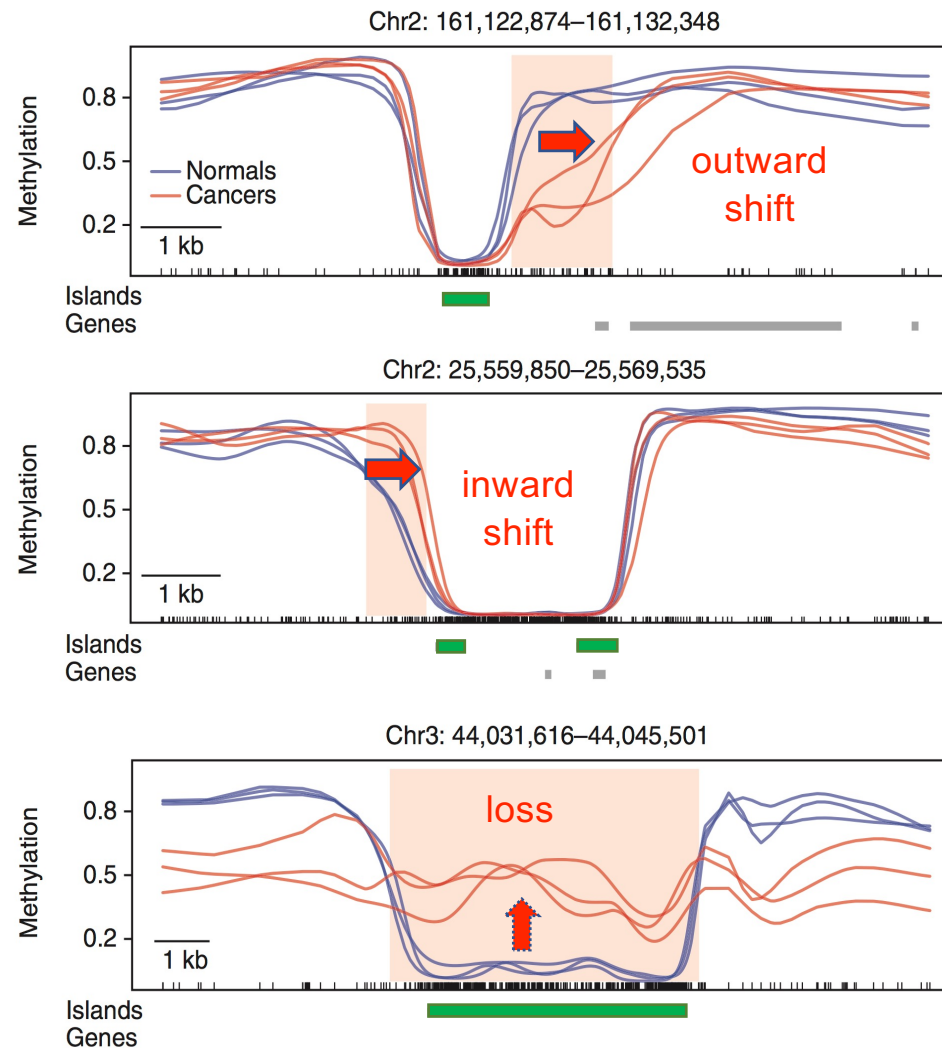 Chr2: 161,122,874–161,132,348
Methylation
0.8
0.5
0.2
Normals
Cancers
1 kb
outward
shift
Islands
Genes
Chr2: 25,559,850–25,569,535
Methylation
0.8
0.5
0.2
1 kb
inward
shift
Islands
Genes
Chr3: 44,031,616–44,045,501
Methylation
0.8
0.5
0.2
1 kb
loss
Islands
Genes